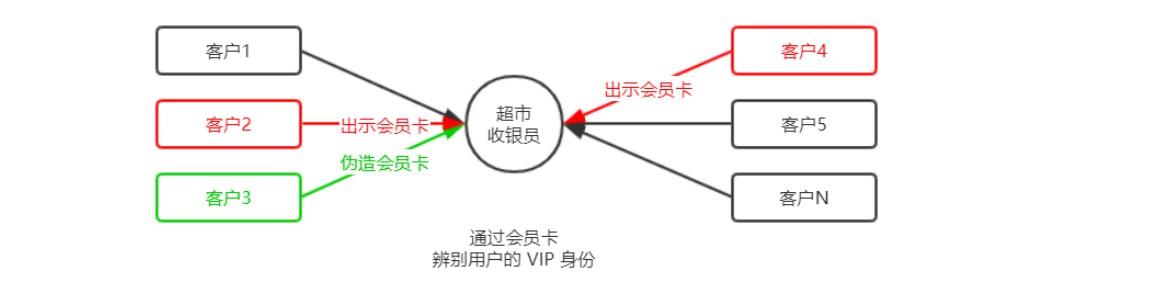 客户1
客户4
出示会员卡
超市
收银员
客户2
出示会员卡
客户5
伪造会员卡
客户3
客户N
通过会员卡
辨别用户的 VIP 身份